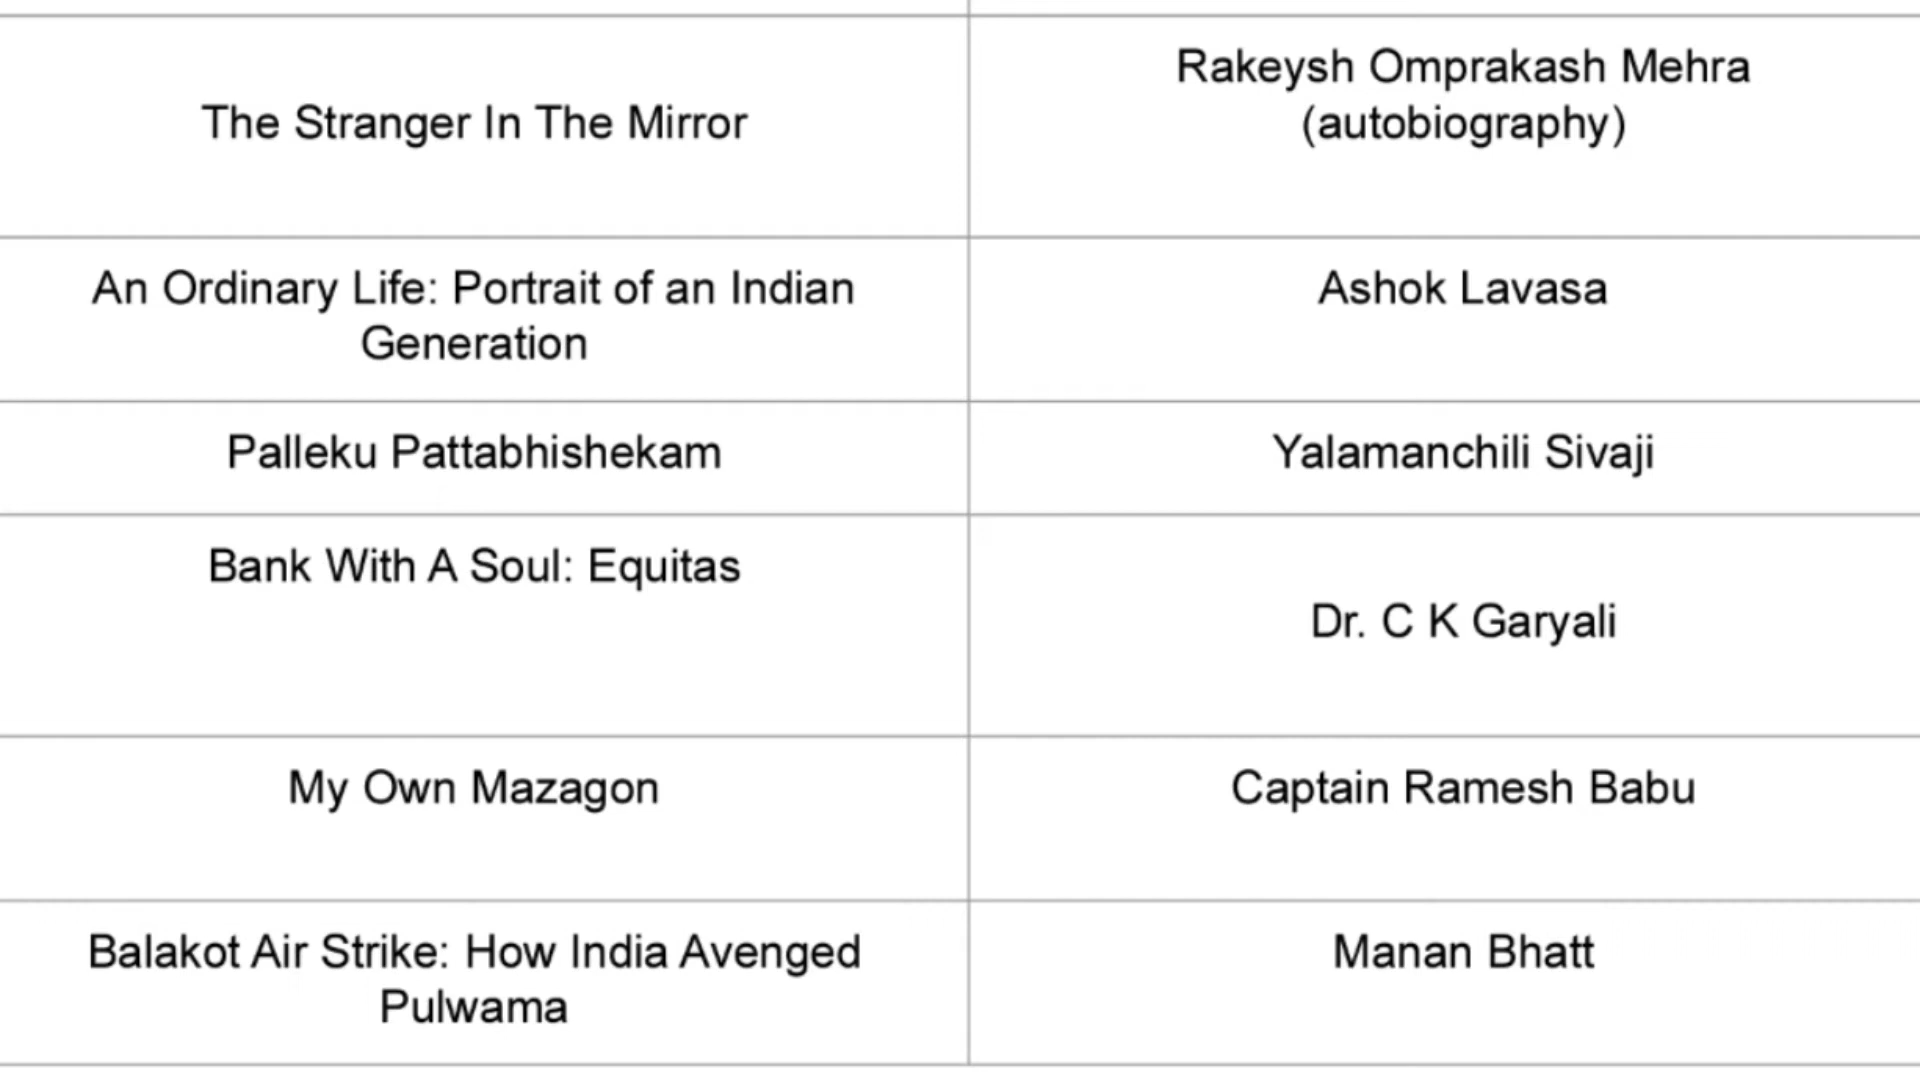 The Stranger In The Mirror
Rakeysh Omprakash Mehra
(autobiography)
An Ordinary Life: Portrait of an Indian
Generation
Ashok Lavasa
Palleku Pattabhishekam
Yalamanchili Sivaji
Bank With A Soul: Equitas
Dr. C K Garyali
My Own Mazagon
Captain Ramesh Babu
Balakot Air Strike: How India Avenged
Pulwama
Manan Bhatt